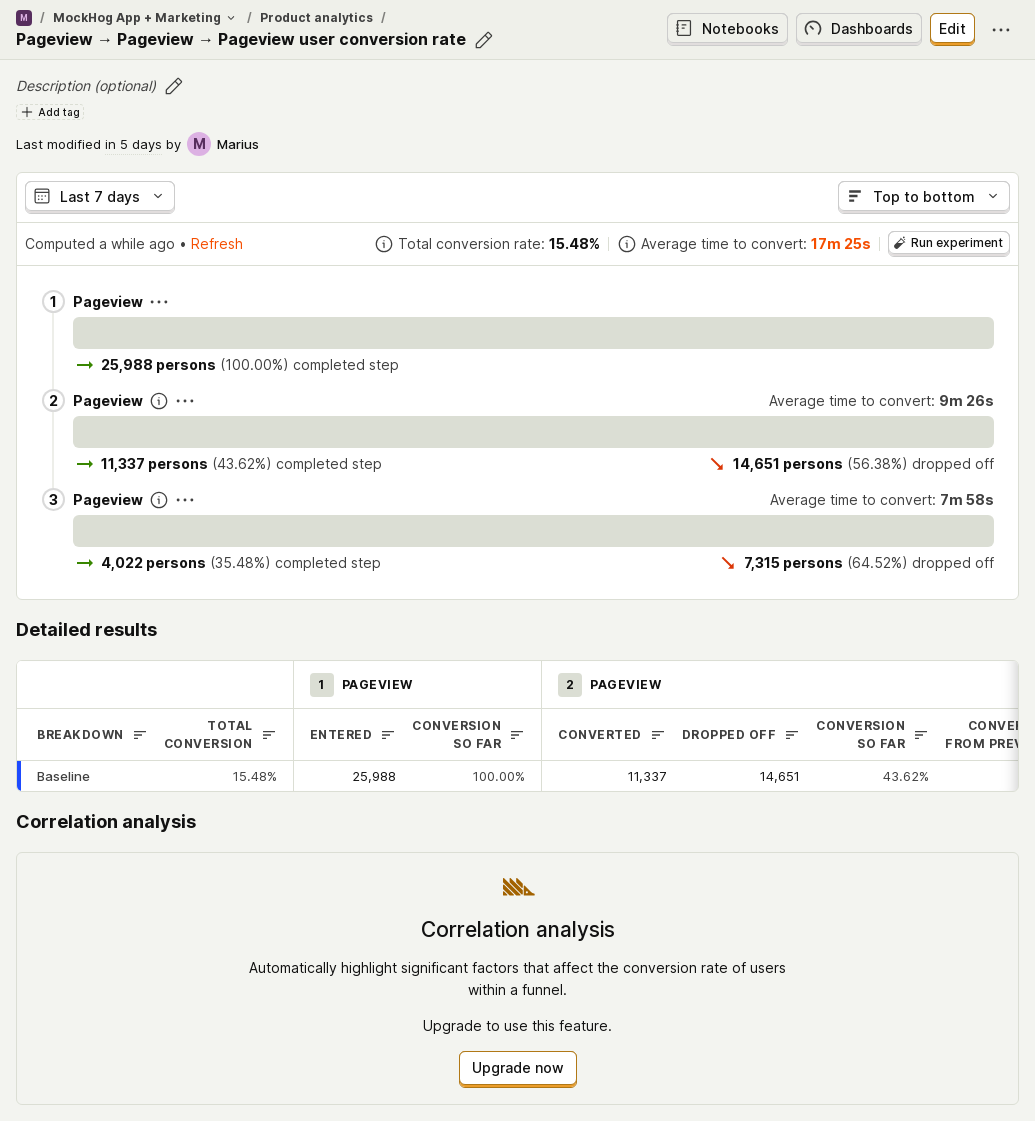 M / MockHog App + Marketing / Product analytics /
Pageview → Pageview → Pageview user conversion rate
Notebooks
Dashboards
Edit
Description (optional)
Add tag
Last modified in 5 days by M Marius
Last 7 days
Top to bottom
Computed a while ago • Refresh
Total conversion rate: 15.48%
Average time to convert: 17m 25s
Run experiment
1 Pageview
25,988 persons (100.00%) completed step
2 Pageview
Average time to convert: 9m 26s
11,337 persons (43.62%) completed step
14,651 persons (56.38%) dropped off
3 Pageview
Average time to convert: 7m 58s
4,022 persons (35.48%) completed step
7,315 persons (64.52%) dropped off
Detailed results
1 PAGEVIEW
2 PAGEVIEW
BREAKDOWN
TOTAL
CONVERSION
ENTERED
CONVERSION
SO FAR
CONVERTED
DROPPED OFF
CONVERSION
SO FAR
CONVER
FROM PREV
Baseline
15.48%
25,988
100.00%
11,337
14,651
43.62%
Correlation analysis
Correlation analysis
Automatically highlight significant factors that affect the conversion rate of users
within a funnel.
Upgrade to use this feature.
Upgrade now